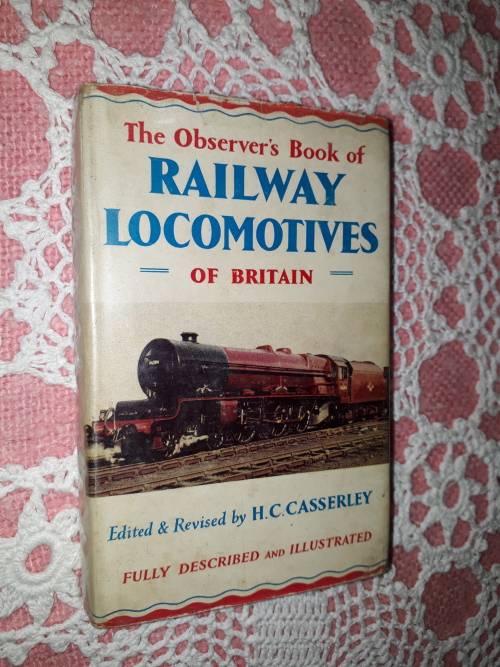 The Observer's Book of
RAILWAY
LOCOMOTIVES
OF BRITAIN
Edited & Revised by H. C. CASSERLEY
FULLY DESCRIBED AND ILLUSTRATED